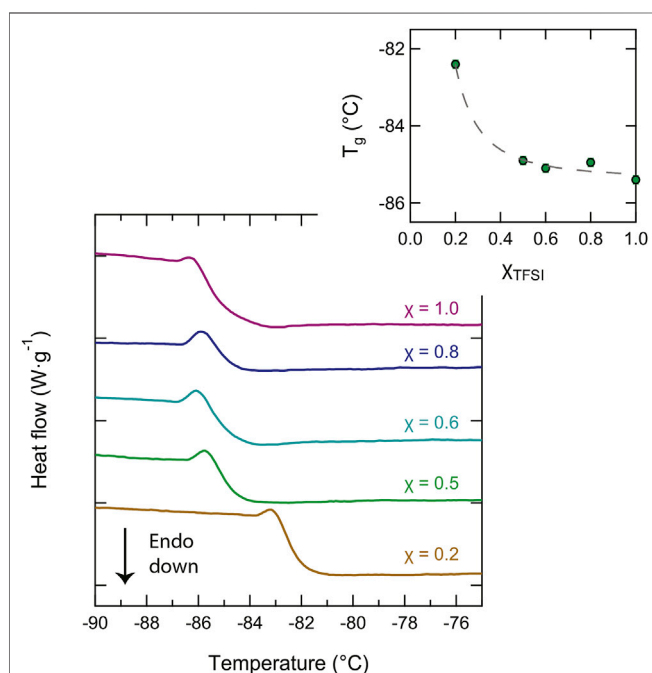 -82
-84
-86
T_g (°C)
0.0 0.2 0.4 0.6 0.8 1.0
χ_TFSI
χ = 1.0
χ = 0.8
χ = 0.6
χ = 0.5
χ = 0.2
Heat flow (W·g⁻¹)
Endo
down
-90 -88 -86 -84 -82 -80 -78 -76
Temperature (°C)